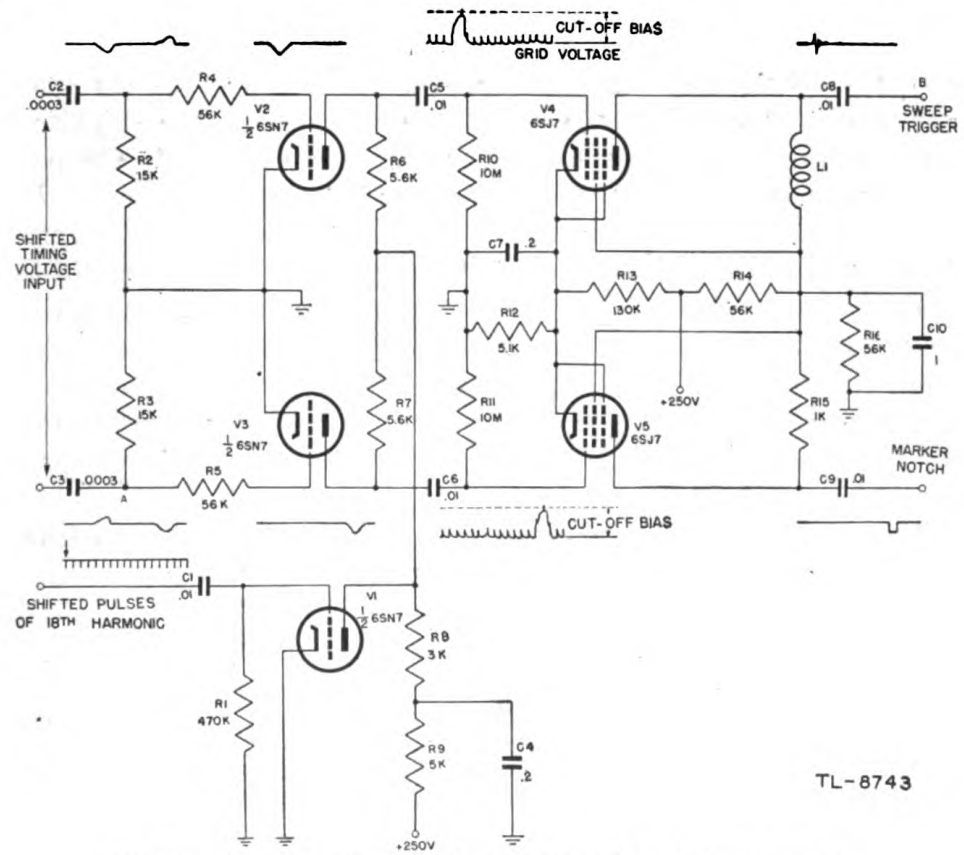 CUT-OFF BIAS
GRID VOLTAGE
C2
.0003
R4
56K
V2
½ 6SN7
C5
.01
V4
6SJ7
C8
.01
B
SWEEP
TRIGGER
R2
15K
R6
5.6K
R10
10M
L1
SHIFTED
TIMING
VOLTAGE
INPUT
C7
.2
R13
130K
R14
56K
R12
5.1K
R16
56K
C10
1
R3
15K
V3
½ 6SN7
R7
5.6K
R11
10M
+250V
V5
6SJ7
R15
1K
MARKER
NOTCH
C3
.0003
A
R5
56K
C6
.01
C9
.01
CUT-OFF BIAS
C1
.01
SHIFTED PULSES
OF 18TH HARMONIC
V1
½ 6SN7
R8
3K
R1
470K
R9
5K
C4
.2
+250V
TL-8743